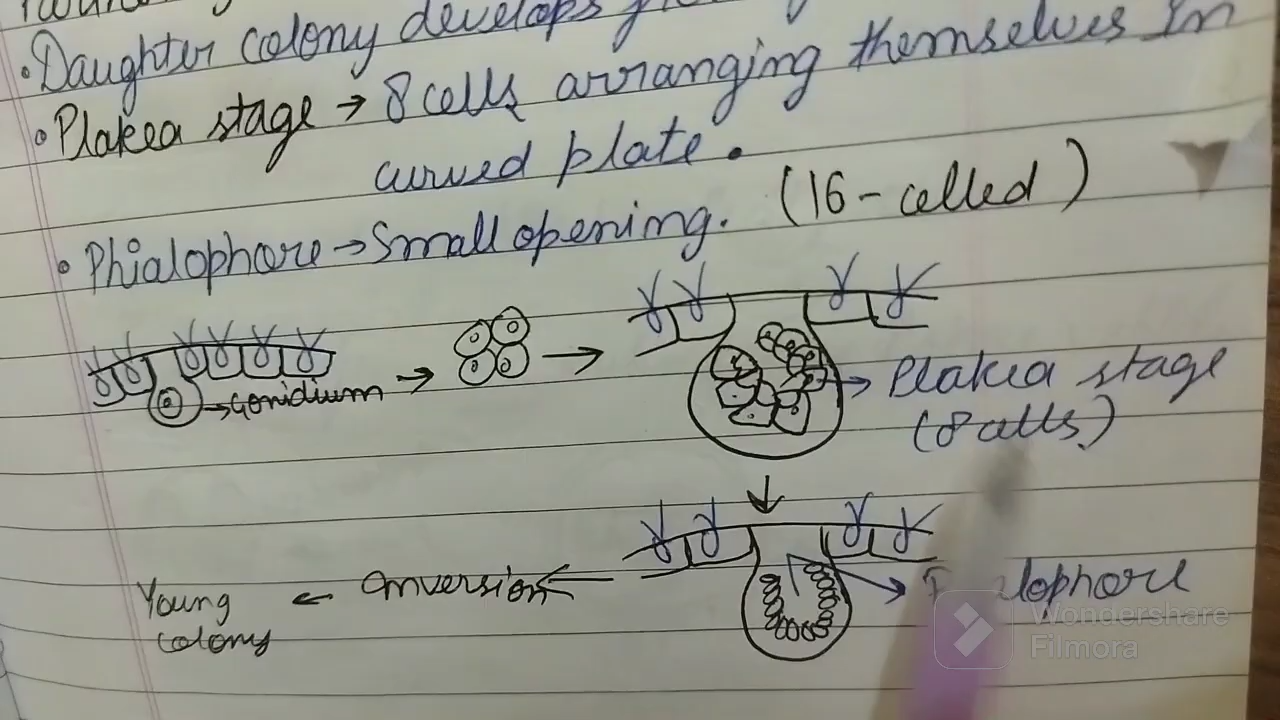 • Daughter colony develops
• Plakea stage → 8 cells arranging themselves in
curved plate.
• Phialophore → Small opening. (16-celled)
→ Gonidium →
→ Plakea stage
(8 cells)
Young ← Inversion ←
colony
Wondershare
Filmora